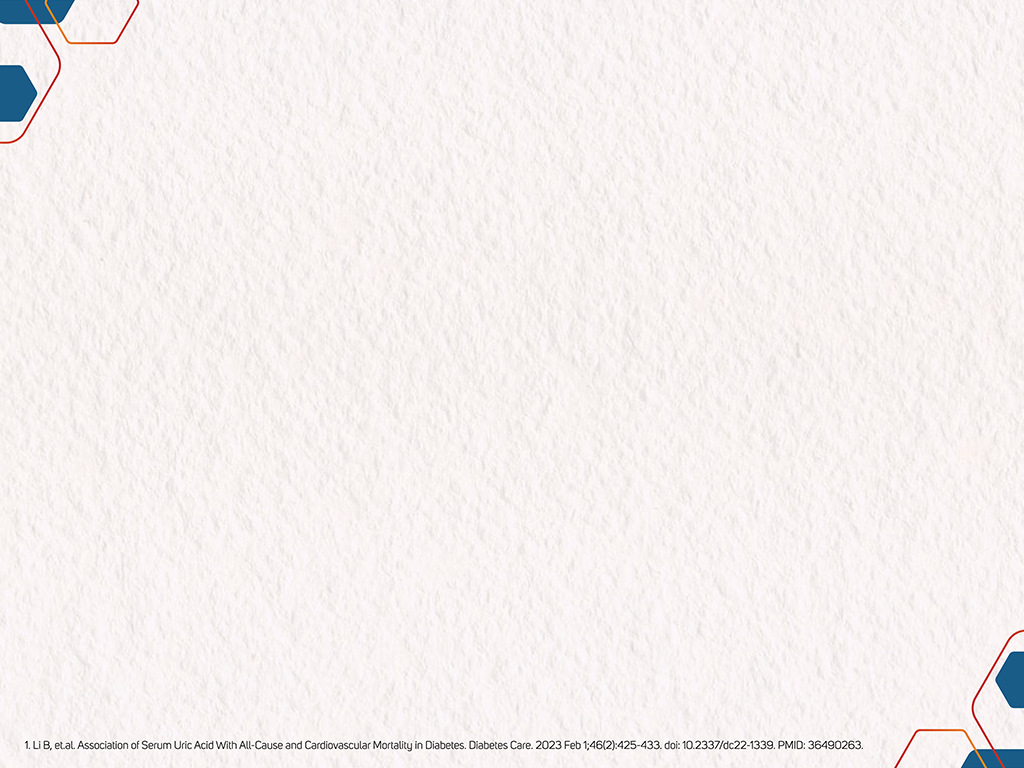 1. Li B, et.al. Association of Serum Uric Acid With All-Cause and Cardiovascular Mortality in Diabetes. Diabetes Care. 2023 Feb 1;46(2):425-433. doi: 10.2337/dc22-1339. PMID: 36490263.